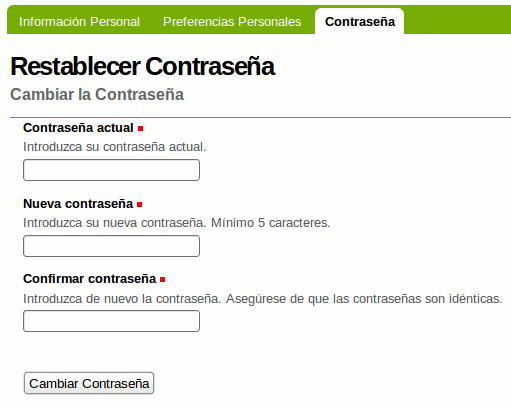 Información Personal Preferencias Personales Contraseña
Restablecer Contraseña
Cambiar la Contraseña
Contraseña actual
Introduzca su contraseña actual.
Nueva contraseña
Introduzca su nueva contraseña. Mínimo 5 caracteres.
Confirmar contraseña
Introduzca de nuevo la contraseña. Asegúrese de que las contraseñas son idénticas.
Cambiar Contraseña